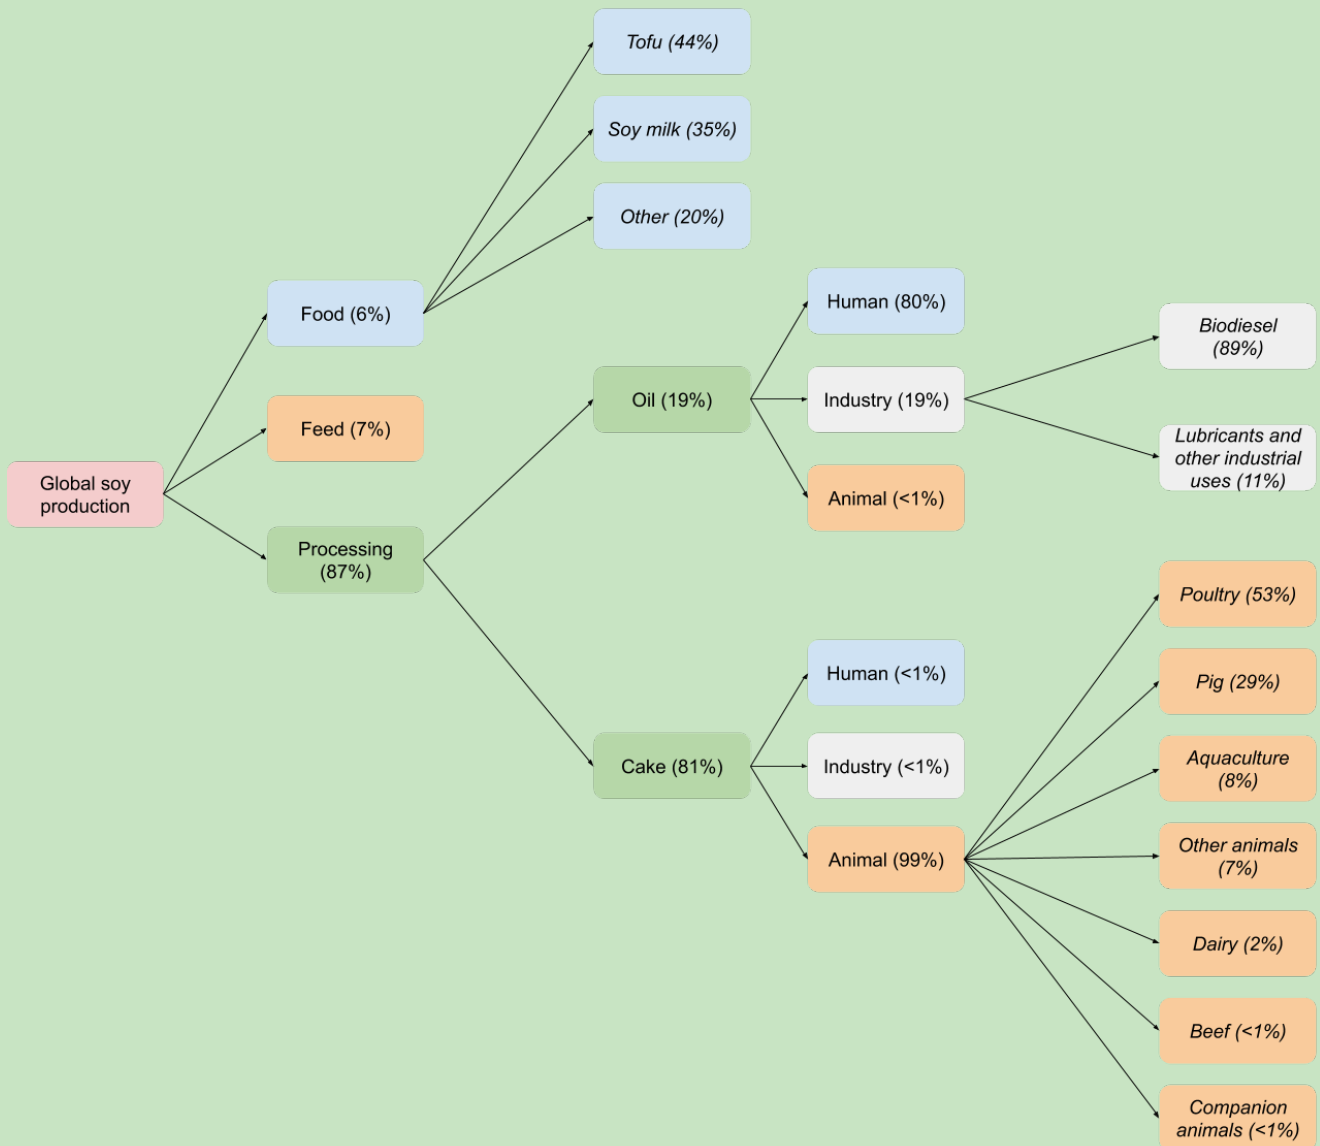 Tofu (44%)
Soy milk (35%)
Other (20%)
Human (80%)
Food (6%)
Biodesel
(89%)
Oil (19%)
Industry (19%)
Feed (7%)
Lubricants and
other industrial
uses (11%)
Global soy
production
Animal (<1%)
Processing
(87%)
Poultry (53%)
Human (<1%)
Pig (29%)
Cake (81%)
Industry (<1%)
Aquaculture
(8%)
Animal (99%)
Other animals
(7%)
Dairy (2%)
Beef (<1%)
Companion
animals (<1%)